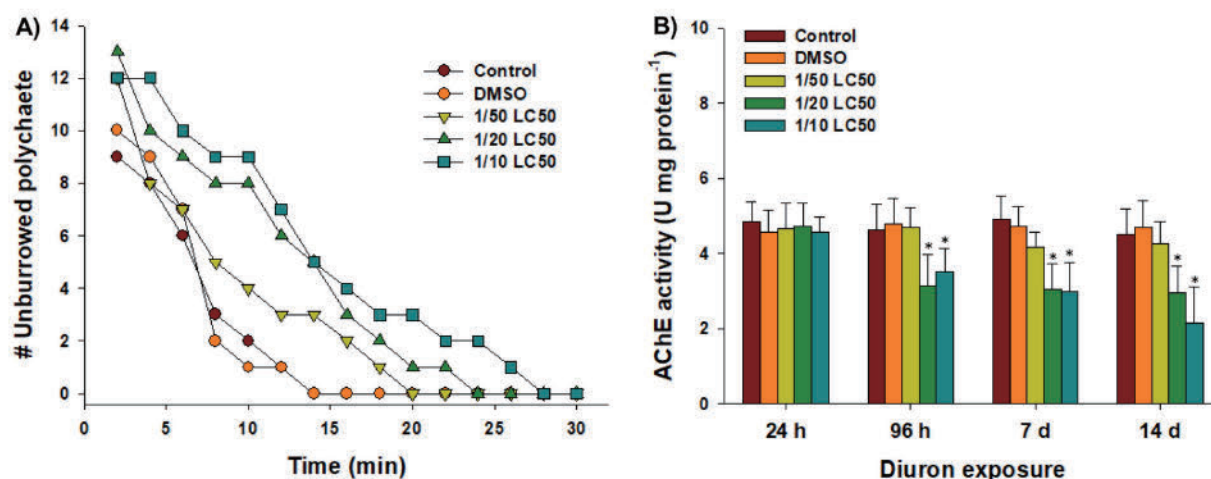 A)
# Unburrowed polychaete
14
12
10
8
6
4
2
0
0 5 10 15 20 25 30
Time (min)
Control
DMSO
1/50 LC50
1/20 LC50
1/10 LC50
B)
AChE activity (U mg protein⁻¹)
10
8
6
4
2
0
Control
DMSO
1/50 LC50
1/20 LC50
1/10 LC50
* *
* *
* *
24 h 96 h 7 d 14 d
Diuron exposure